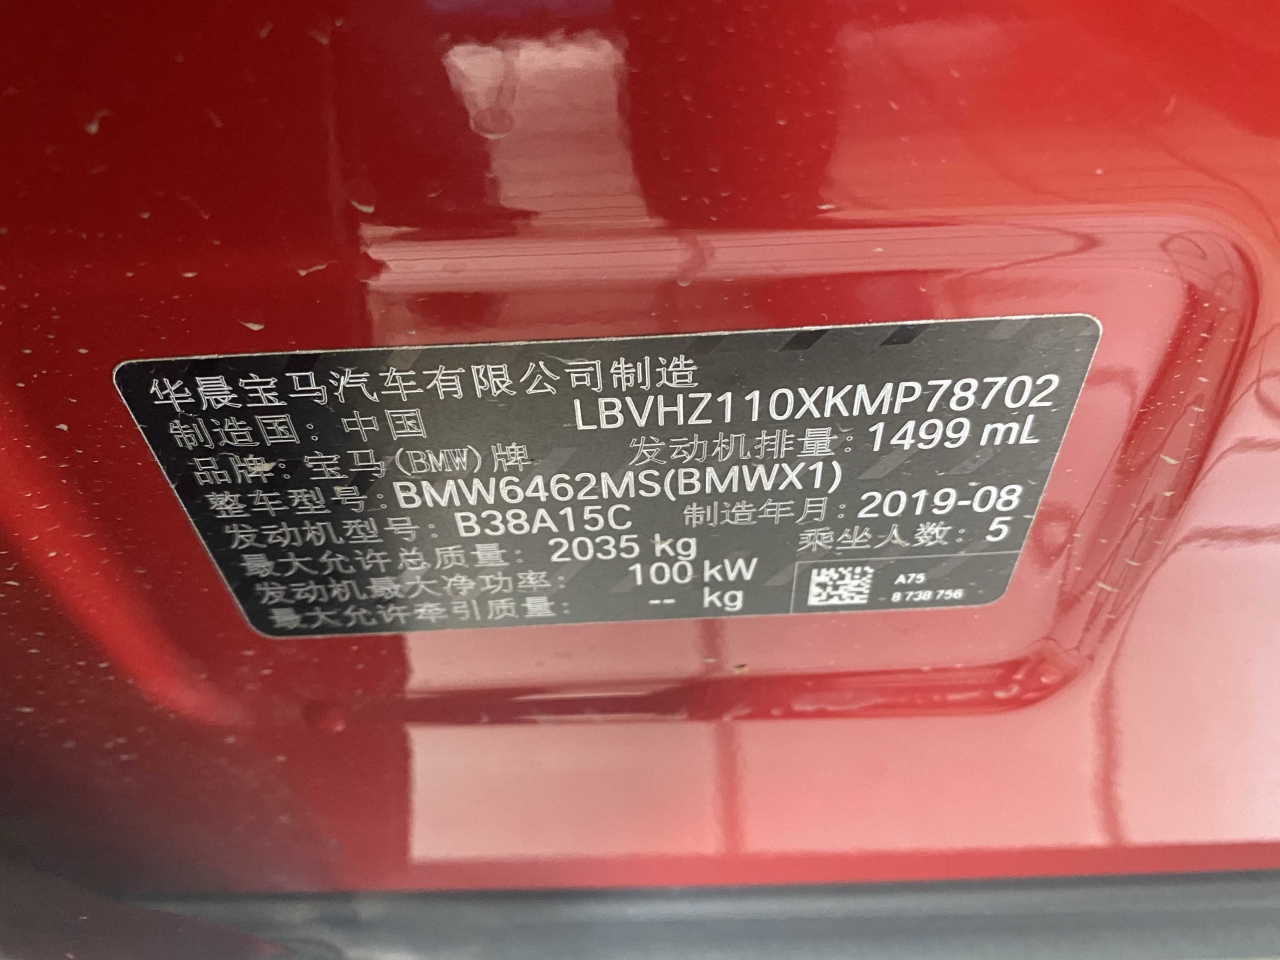 华晨宝马汽车有限公司制造
制造国：中国 LBVHZ110XKMP78702
品牌：宝马(BMW)牌 发动机排量：1499 mL
整车型号：BMW6462MS(BMWX1)
发动机型号：B38A15C 制造年月：2019-08
最大允许总质量：2035 kg 乘坐人数：5
发动机最大净功率：100 kW
最大允许牵引质量：-- kg
A75
8 738 756